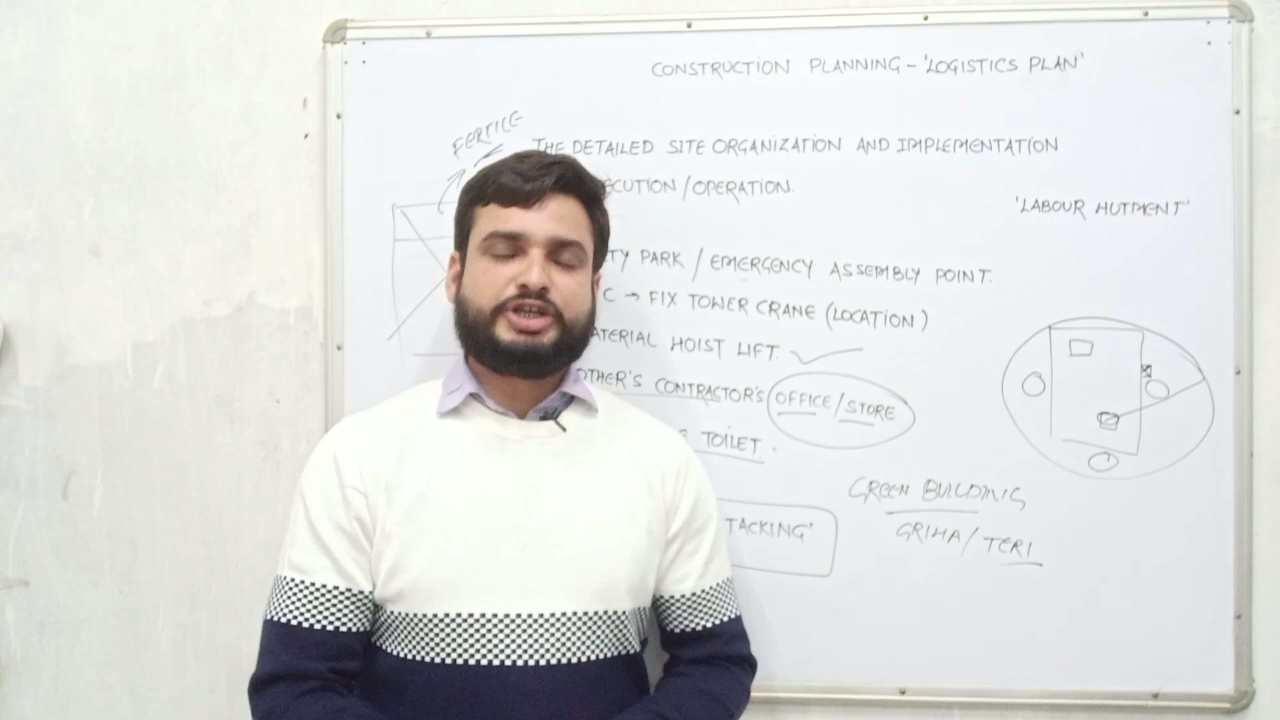 CONSTRUCTION PLANNING - 'LOGISTICS PLAN'
FERTILE
THE DETAILED SITE ORGANIZATION AND IMPLEMENTATION
ECUTION / OPERATION.
'LABOUR HUTMENT'
TY PARK / EMERGENCY ASSEMBLY POINT.
C → FIX TOWER CRANE (LOCATION)
ATERIAL HOIST LIFT.
OTHER'S CONTRACTOR'S OFFICE / STORE
TOILET.
TACKING'
GREEN BUILDING
GRIHA / TERI